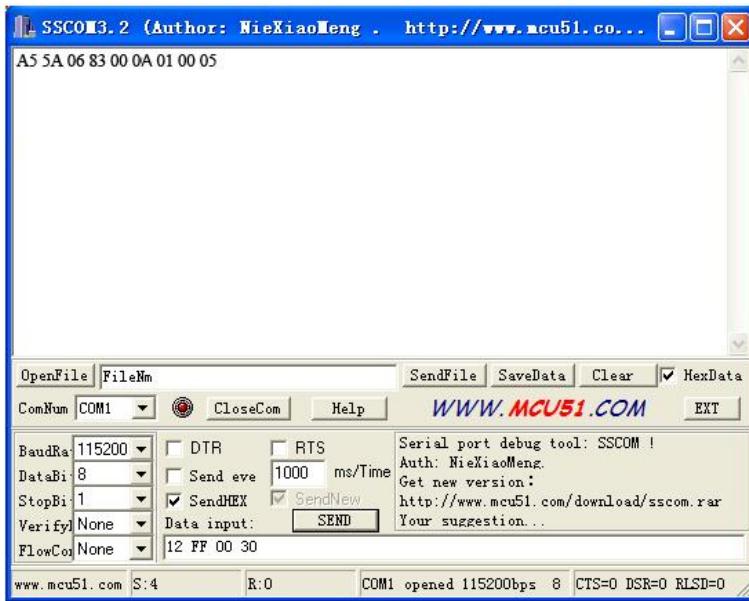 SSCOM3.2 (Author: NieXiaoMeng .  http://www.mcu51.co...
A5 5A 06 83 00 0A 01 00 05
OpenFile FileNm SendFile SaveData Clear HexData
ComNum COM1 CloseCom Help WWW.MCU51.COM EXT
BaudRa 115200 DTR RTS
DataBi 8 Send eve 1000 ms/Time
StopBi 1 SendHEX SendNew
VerifyI None Data input: SEND
FlowCon None 12 FF 00 30
Serial port debug tool: SSCOM !
Auth: NieXiaoMeng.
Get new version:
http://www.mcu51.com/download/sscom.rar
Your suggestion...
www.mcu51.com S:4 R:0 COM1 opened 115200bps 8 CTS=0 DSR=0 RLSD=0